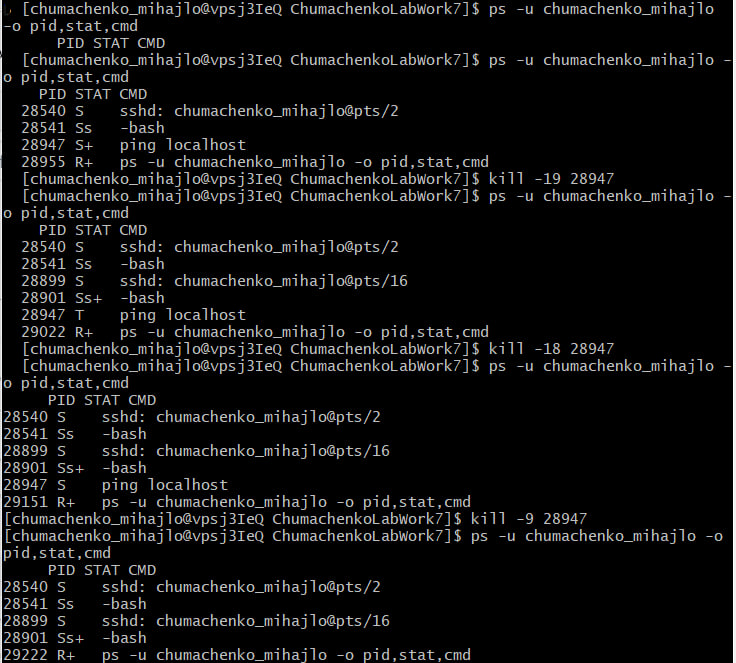 [chumachenko_mihajlo@vpsj3IeQ ChumachenkoLabWork7]$ ps -u chumachenko_mihajlo
-o pid,stat,cmd
PID STAT CMD
[chumachenko_mihajlo@vpsj3IeQ ChumachenkoLabWork7]$ ps -u chumachenko_mihajlo -
o pid,stat,cmd
PID STAT CMD
28540 S    sshd: chumachenko_mihajlo@pts/2
28541 Ss   -bash
28947 S+   ping localhost
28955 R+   ps -u chumachenko_mihajlo -o pid,stat,cmd
[chumachenko_mihajlo@vpsj3IeQ ChumachenkoLabWork7]$ kill -19 28947
[chumachenko_mihajlo@vpsj3IeQ ChumachenkoLabWork7]$ ps -u chumachenko_mihajlo -
o pid,stat,cmd
PID STAT CMD
28540 S    sshd: chumachenko_mihajlo@pts/2
28541 Ss   -bash
28899 S    sshd: chumachenko_mihajlo@pts/16
28901 Ss+  -bash
28947 T    ping localhost
29022 R+   ps -u chumachenko_mihajlo -o pid,stat,cmd
[chumachenko_mihajlo@vpsj3IeQ ChumachenkoLabWork7]$ kill -18 28947
[chumachenko_mihajlo@vpsj3IeQ ChumachenkoLabWork7]$ ps -u chumachenko_mihajlo -
o pid,stat,cmd
PID STAT CMD
28540 S    sshd: chumachenko_mihajlo@pts/2
28541 Ss   -bash
28899 S    sshd: chumachenko_mihajlo@pts/16
28901 Ss+  -bash
28947 S    ping localhost
29151 R+   ps -u chumachenko_mihajlo -o pid,stat,cmd
[chumachenko_mihajlo@vpsj3IeQ ChumachenkoLabWork7]$ kill -9 28947
[chumachenko_mihajlo@vpsj3IeQ ChumachenkoLabWork7]$ ps -u chumachenko_mihajlo -o
pid,stat,cmd
PID STAT CMD
28540 S    sshd: chumachenko_mihajlo@pts/2
28541 Ss   -bash
28899 S    sshd: chumachenko_mihajlo@pts/16
28901 Ss+  -bash
29222 R+   ps -u chumachenko_mihajlo -o pid,stat,cmd